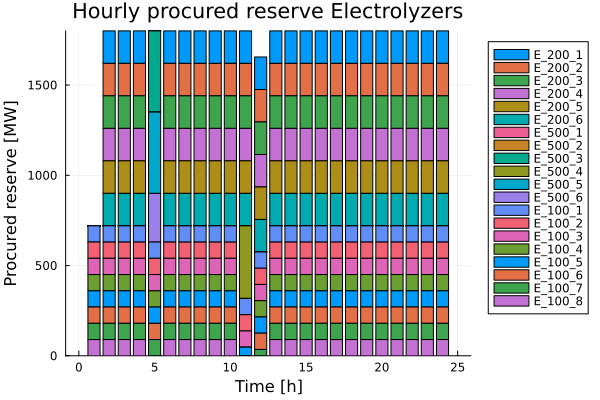 Hourly procured reserve Electrolyzers
Procured reserve [MW]
1500
1000
500
0
0 5 10 15 20 25
Time [h]
E_200_1
E_200_2
E_200_3
E_200_4
E_200_5
E_200_6
E_500_1
E_500_2
E_500_3
E_500_4
E_500_5
E_500_6
E_100_1
E_100_2
E_100_3
E_100_4
E_100_5
E_100_6
E_100_7
E_100_8